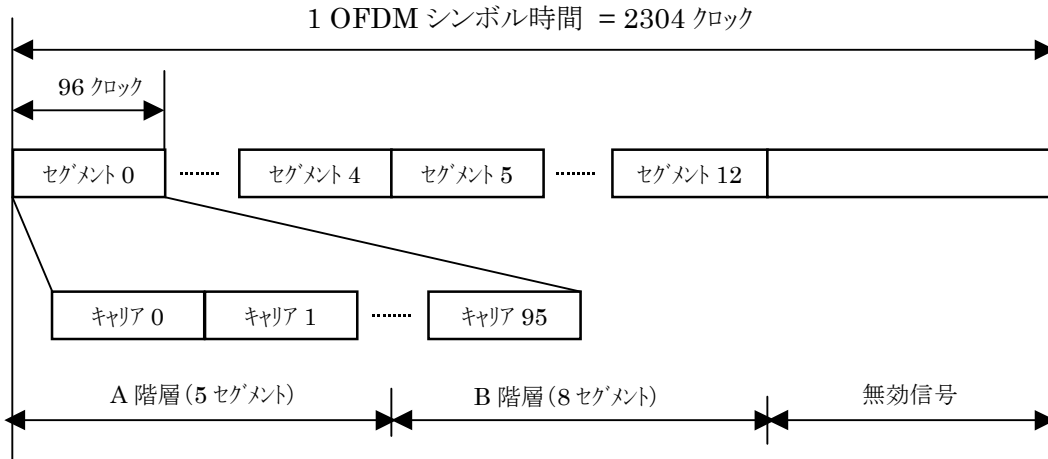 1 OFDM シンボル時間 = 2304 ｸﾛｯｸ
96 ｸﾛｯｸ
ｾｸﾞﾒﾝﾄ 0 ........ ｾｸﾞﾒﾝﾄ 4 ｾｸﾞﾒﾝﾄ 5 ........ ｾｸﾞﾒﾝﾄ 12
ｷｬﾘｱ 0 ｷｬﾘｱ 1 ........ ｷｬﾘｱ 95
A 階層(5 ｾｸﾞﾒﾝﾄ) B 階層(8 ｾｸﾞﾒﾝﾄ) 無効信号